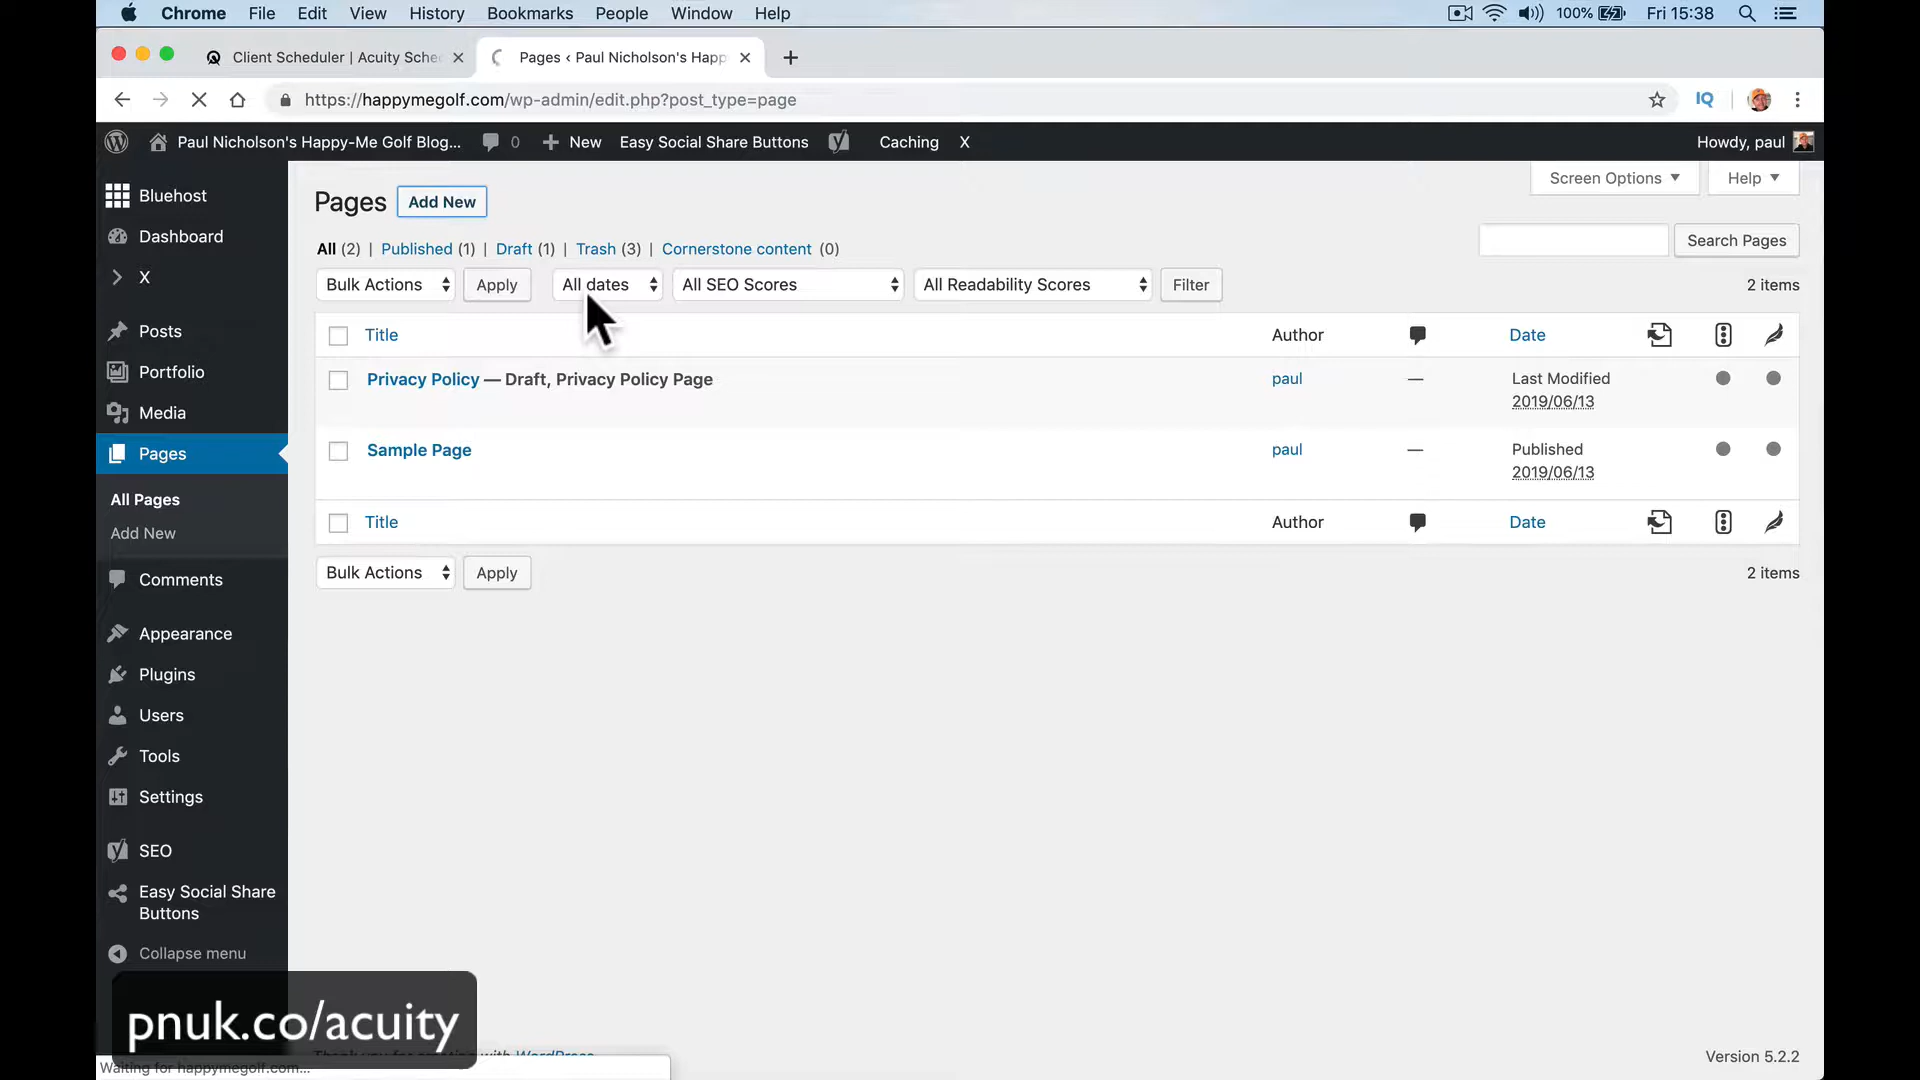 Chrome File Edit View History Bookmarks People Window Help 100% Fri 15:38
Client Scheduler | Acuity Sche Pages ‹ Paul Nicholson's Happ
https://happymegolf.com/wp-admin/edit.php?post_type=page IQ
Paul Nicholson's Happy-Me Golf Blog... 0 New Easy Social Share Buttons Caching X Howdy, paul
Screen Options Help
Bluehost
Dashboard
X
Posts
Portfolio
Media
Pages
All Pages
Add New
Comments
Appearance
Plugins
Users
Tools
Settings
SEO
Easy Social Share
Buttons
Collapse menu
Pages Add New
All (2) | Published (1) | Draft (1) | Trash (3) | Cornerstone content (0)
Search Pages
Bulk Actions Apply All dates All SEO Scores All Readability Scores Filter 2 items
Title Author Date
Privacy Policy — Draft, Privacy Policy Page paul — Last Modified
2019/06/13
Sample Page paul — Published
2019/06/13
Title Author Date
Bulk Actions Apply 2 items
pnuk.co/acuity
with WordPress
Version 5.2.2
Waiting for happymegolf.com...